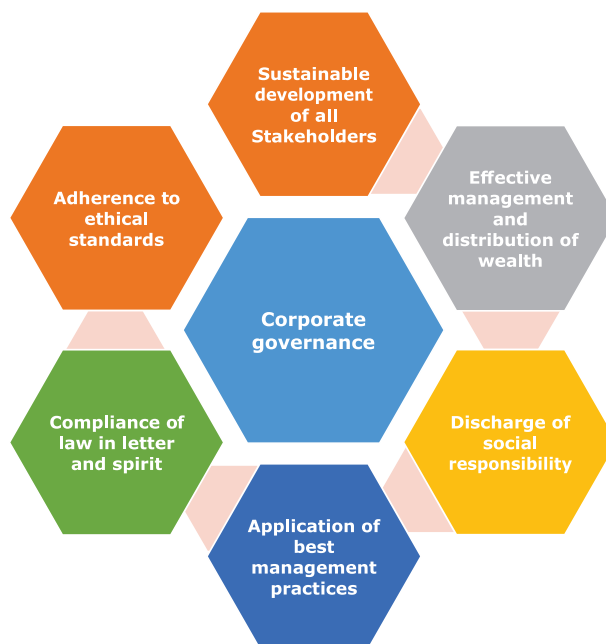 Sustainable
development
of all
Stakeholders
Effective
management
and
distribution of
wealth
Discharge of
social
responsibility
Application of
best
management
practices
Compliance of
law in letter
and spirit
Adherence to
ethical
standards
Corporate
governance